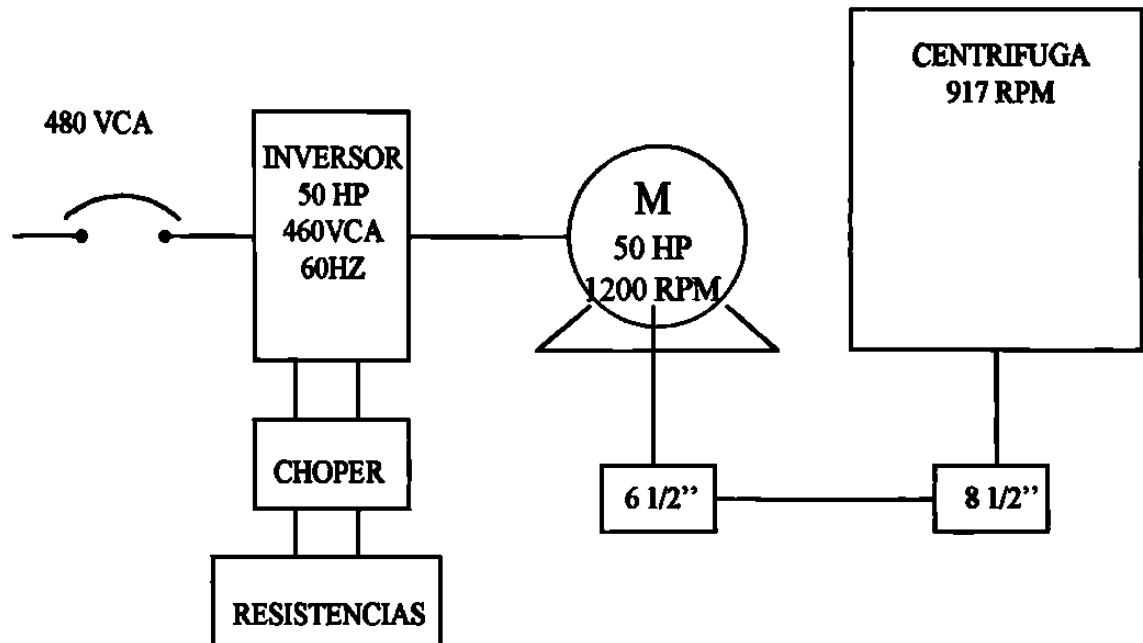 480 VCA
INVERSOR
50 HP
460VCA
60HZ
M
50 HP
1200 RPM
CENTRIFUGA
917 RPM
CHOPER
6 1/2’’
8 1/2’’
RESISTENCIAS